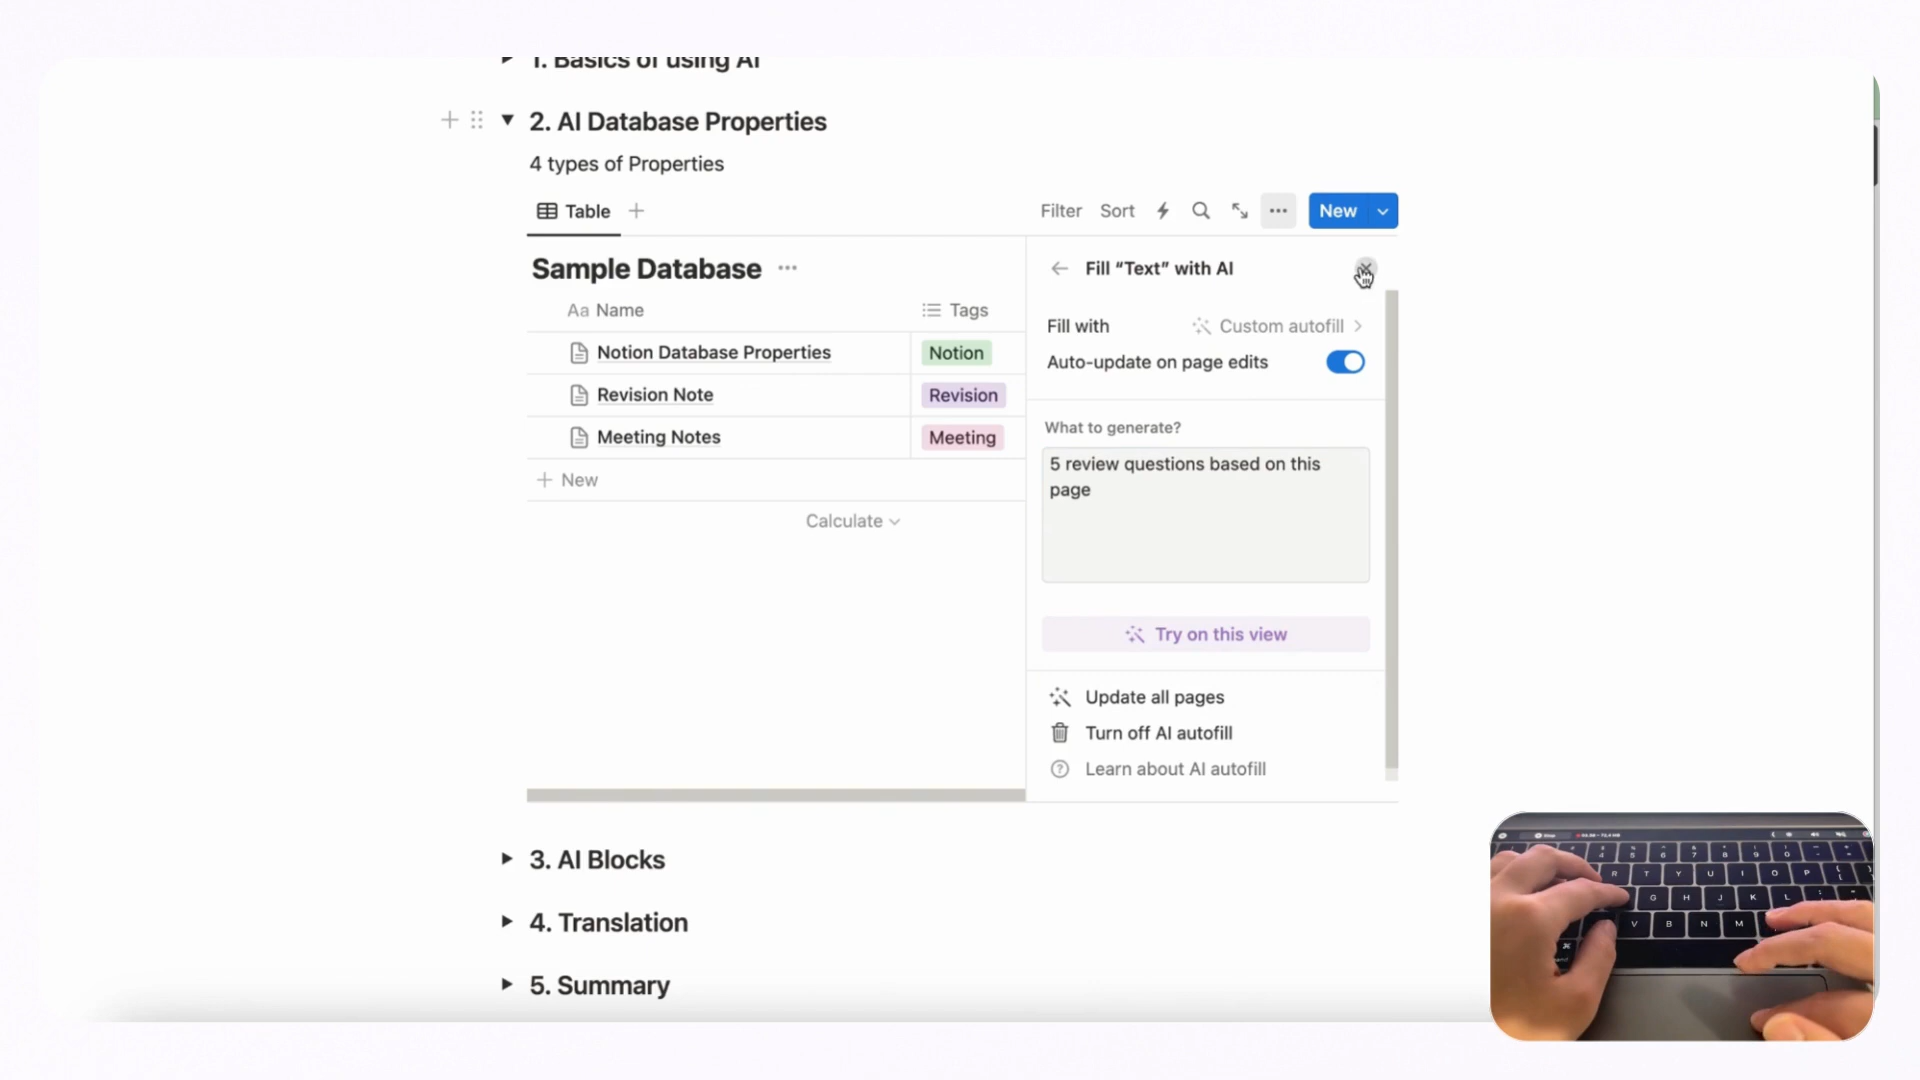 1. Basics of using AI
2. AI Database Properties
4 types of Properties
Table
Filter Sort New
Sample Database
Fill “Text” with AI
Aa Name Tags
Fill with Custom autofill
Notion Database Properties Notion
Auto-update on page edits
Revision Note Revision
Meeting Notes Meeting
What to generate?
New
5 review questions based on this
page
Calculate
Try on this view
Update all pages
Turn off AI autofill
Learn about AI autofill
3. AI Blocks
4. Translation
5. Summary
R T Y U I O P
G H J K L
V B N M